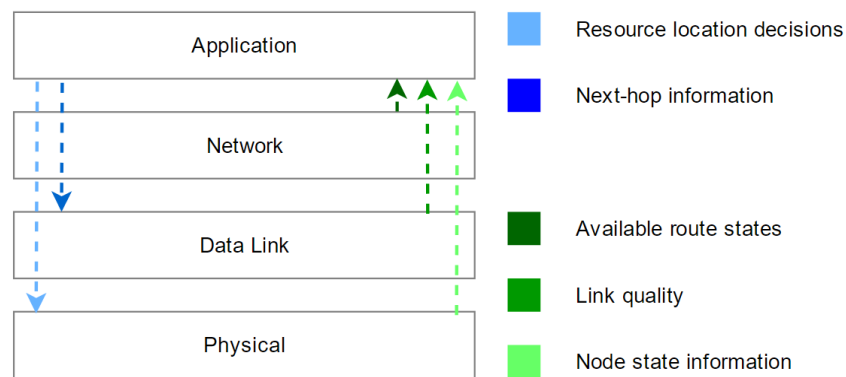 Application
Network
Data Link
Physical
Resource location decisions
Next-hop information
Available route states
Link quality
Node state information